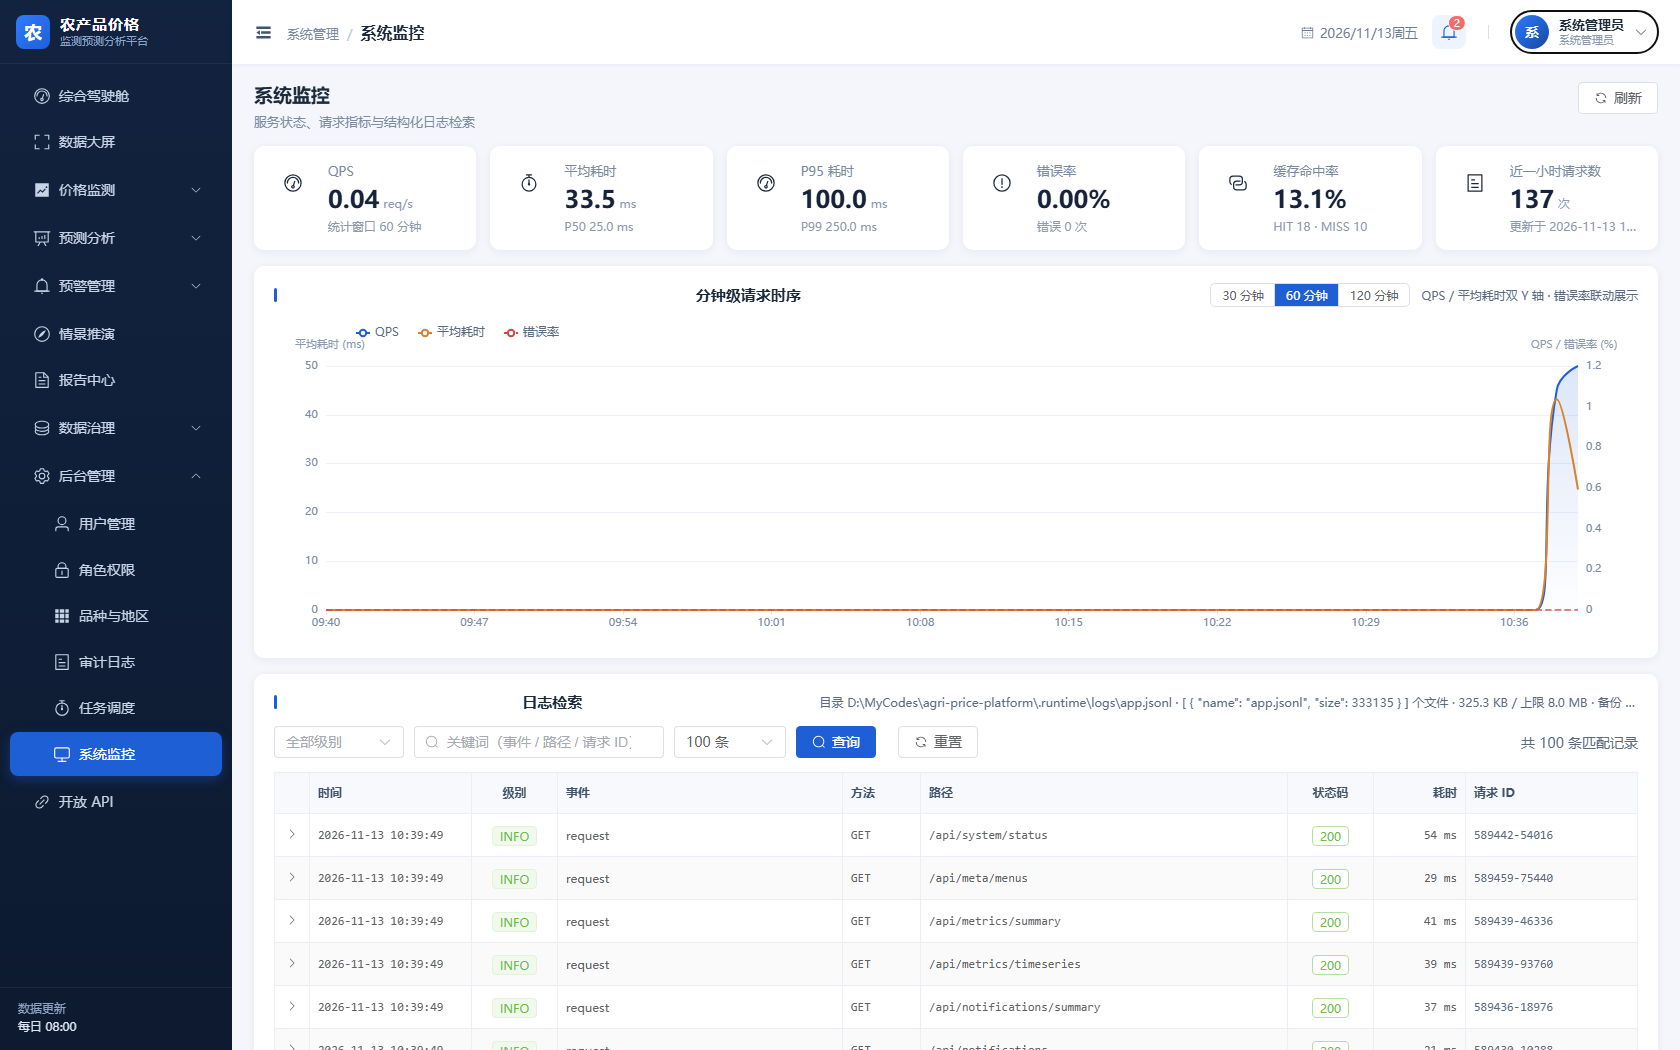 农
农产品价格
监测预测分析平台
综合驾驶舱
数据大屏
价格监测
预测分析
预警管理
情景推演
报告中心
数据治理
后台管理
用户管理
角色权限
品种与地区
审计日志
任务调度
系统监控
开放 API
数据更新
每日 08:00
系统管理 / 系统监控
2026/11/13周五
2
系
系统管理员
系统管理员
系统监控
服务状态、请求指标与结构化日志检索
刷新
QPS
0.04 req/s
统计窗口 60 分钟
平均耗时
33.5 ms
P50 25.0 ms
P95 耗时
100.0 ms
P99 250.0 ms
错误率
0.00%
错误 0 次
缓存命中率
13.1%
HIT 18 · MISS 10
近一小时请求数
137 次
更新于 2026-11-13 1...
分钟级请求时序
30 分钟 60 分钟 120 分钟
QPS / 平均耗时双 Y 轴 · 错误率联动展示
QPS 平均耗时 错误率
平均耗时 (ms)
QPS / 错误率 (%)
50
40
30
20
10
0
1.2
1
0.8
0.6
0.4
0.2
0
09:40 09:47 09:54 10:01 10:08 10:15 10:22 10:29 10:36
日志检索
目录 D:\MyCodes\agri-price-platform\.runtime\logs\app.jsonl · [ { "name": "app.jsonl", "size": 333135 } ] 个文件 · 325.3 KB / 上限 8.0 MB · 备份 ...
全部级别
关键词（事件 / 路径 / 请求 ID）
100 条
查询
重置
共 100 条匹配记录
时间 级别 事件 方法 路径 状态码 耗时 请求 ID
2026-11-13 10:39:49 INFO request GET /api/system/status 200 54 ms 589442-54016
2026-11-13 10:39:49 INFO request GET /api/meta/menus 200 29 ms 589459-75440
2026-11-13 10:39:49 INFO request GET /api/metrics/summary 200 41 ms 589439-46336
2026-11-13 10:39:49 INFO request GET /api/metrics/timeseries 200 39 ms 589439-93760
2026-11-13 10:39:49 INFO request GET /api/notifications/summary 200 37 ms 589436-18976
2026-11-13 10:39:49 INFO request GET /api/notifications 200